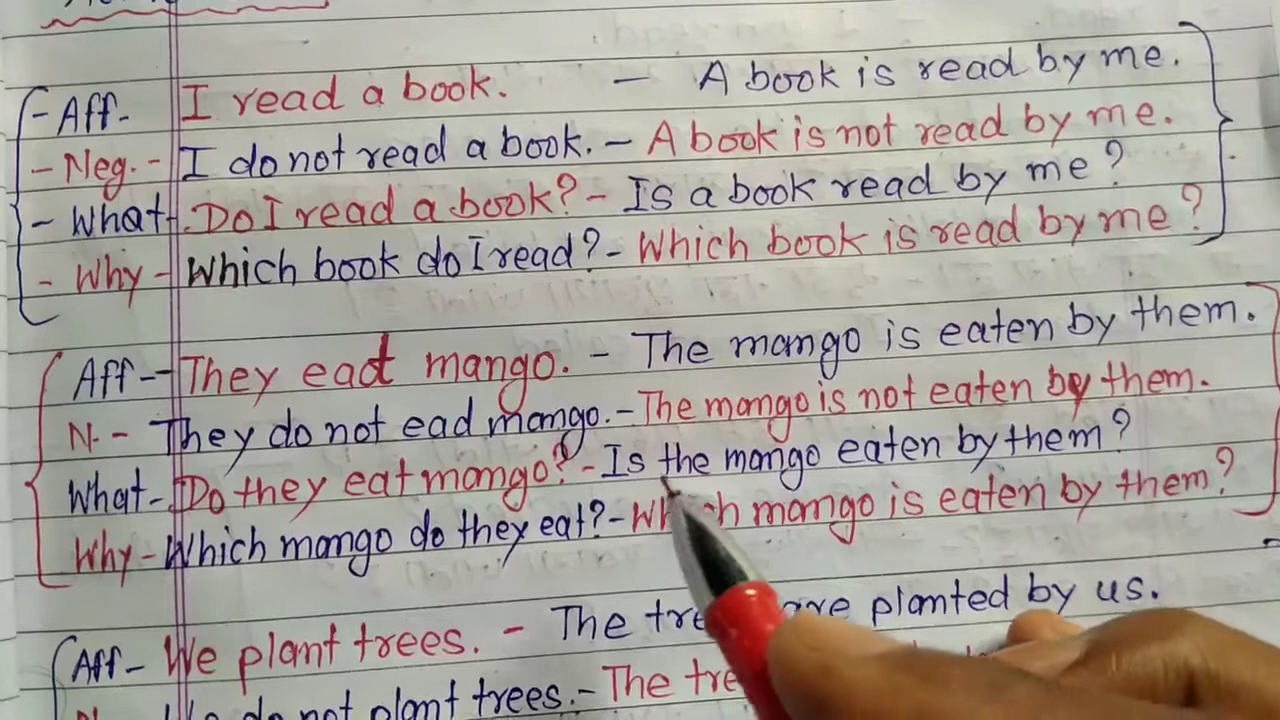 - Aff- I read a book. - A book is read by me.
- Neg. - I do not read a book. - A book is not read by me.
- What - Do I read a book? - Is a book read by me?
- Why - Which book do I read? - Which book is read by me?
Aff - They eat mango. - The mango is eaten by them.
N. - They do not ead mango. - The mango is not eaten by them.
What - Do they eat mango? - Is the mango eaten by them?
Why - Which mango do they eat? - Which mango is eaten by them?
Aff - We plant trees. - The are planted by us.
do not plant trees. - The